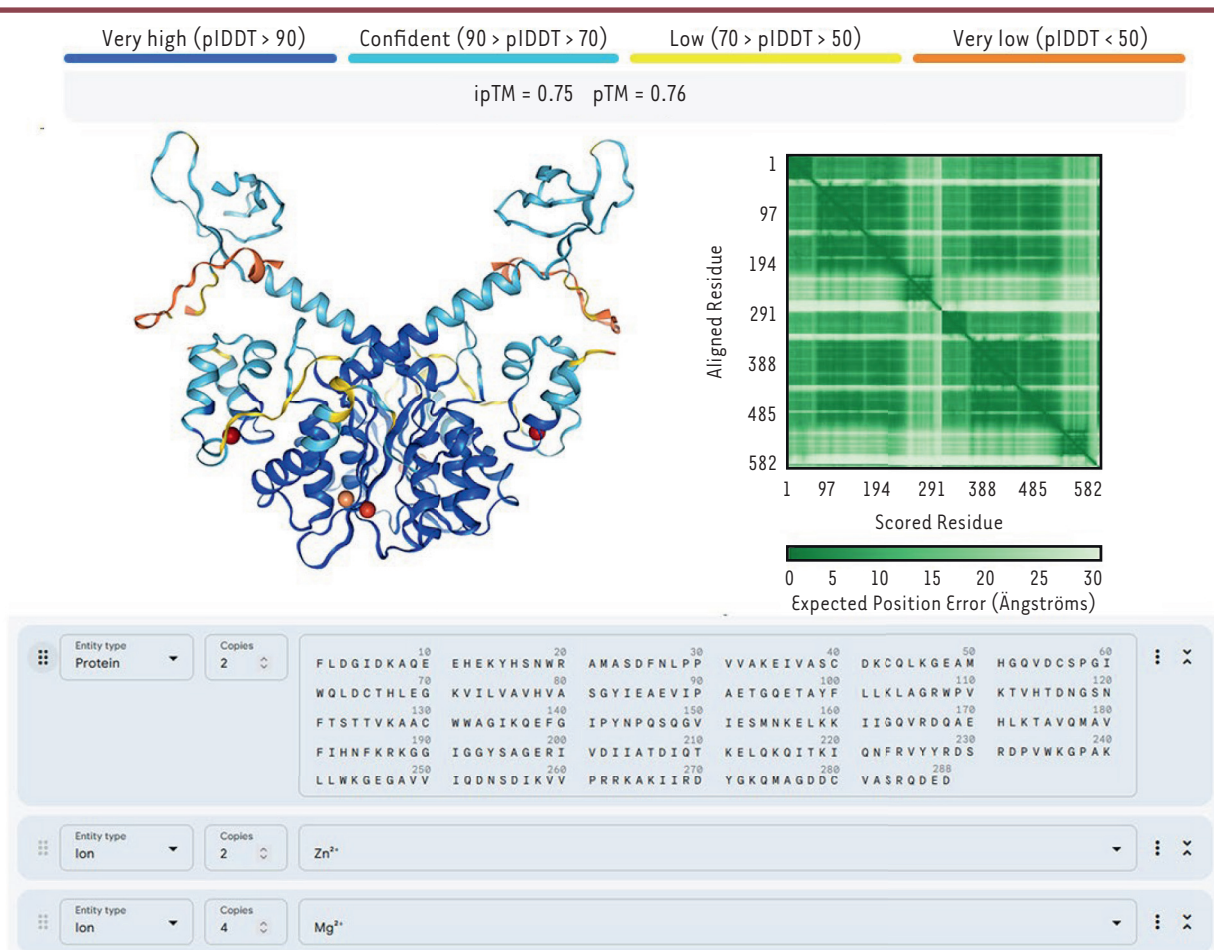 Very high (plDDT > 90) Confident (90 > plDDT > 70) Low (70 > plDDT > 50) Very low (plDDT < 50)
ipTM = 0.75 pTM = 0.76
Aligned Residue
1
97
194
291
388
485
582
1 97 194 291 388 485 582
Scored Residue
0 5 10 15 20 25 30
Expected Position Error (Ängströms)
Entity type
Protein
Copies
2
10 20 30 40 50 60
FLDGIDKAQE EHEKYHSNWR AMASDFNLPP VVAKEIVASC DKCQLKGEAM HGQVDCSPGI
70 80 90 100 110 120
WQLDCTHLEG KVILVAVHVA SGYIEAEVIP AETGQETAYF LLKLAGRWPV KTVHTDNGSN
130 140 150 160 170 180
FTSTTVKAAC WWAGIKQEFG IPYNPQSQGV IESMNKELKK IIGQVRDQAE HLKTAVQMAV
190 200 210 220 230 240
FIHNFKRKGG IGGYSAGERI VDIIATDIQT KELQKQITKI QNFRVYYRDS RDPVWKGPAK
250 260 270 280 288
LLWKGEGAVV IQDNSDIKVV PRRKAKIIRD YGKQMAGDDC VASRQDED
Entity type
Ion
Copies
2
Zn²⁺
Entity type
Ion
Copies
4
Mg²⁺